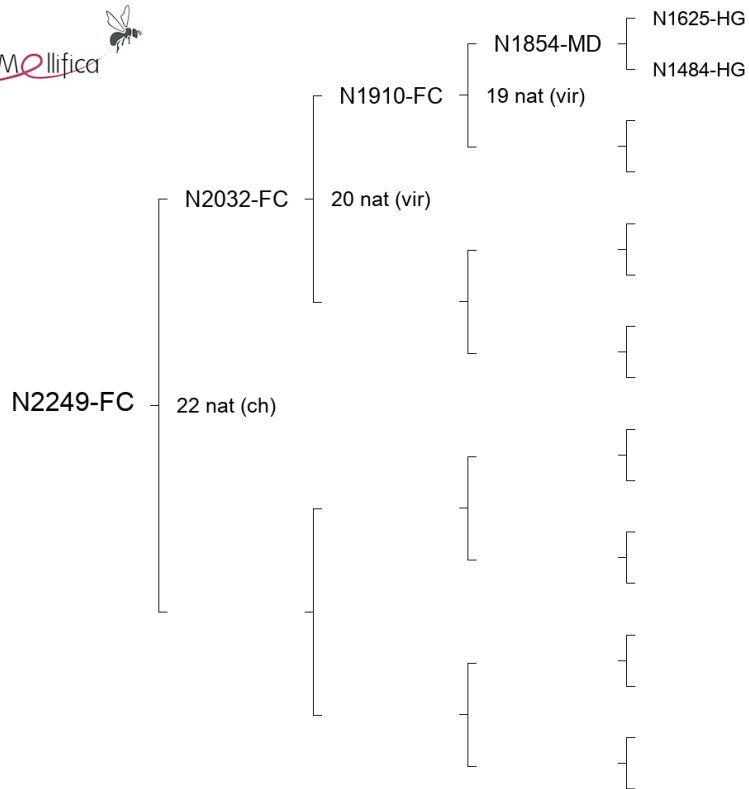 Mellifica
N1625-HG
N1854-MD
N1484-HG
N1910-FC
19 nat (vir)
N2032-FC
20 nat (vir)
N2249-FC
22 nat (ch)